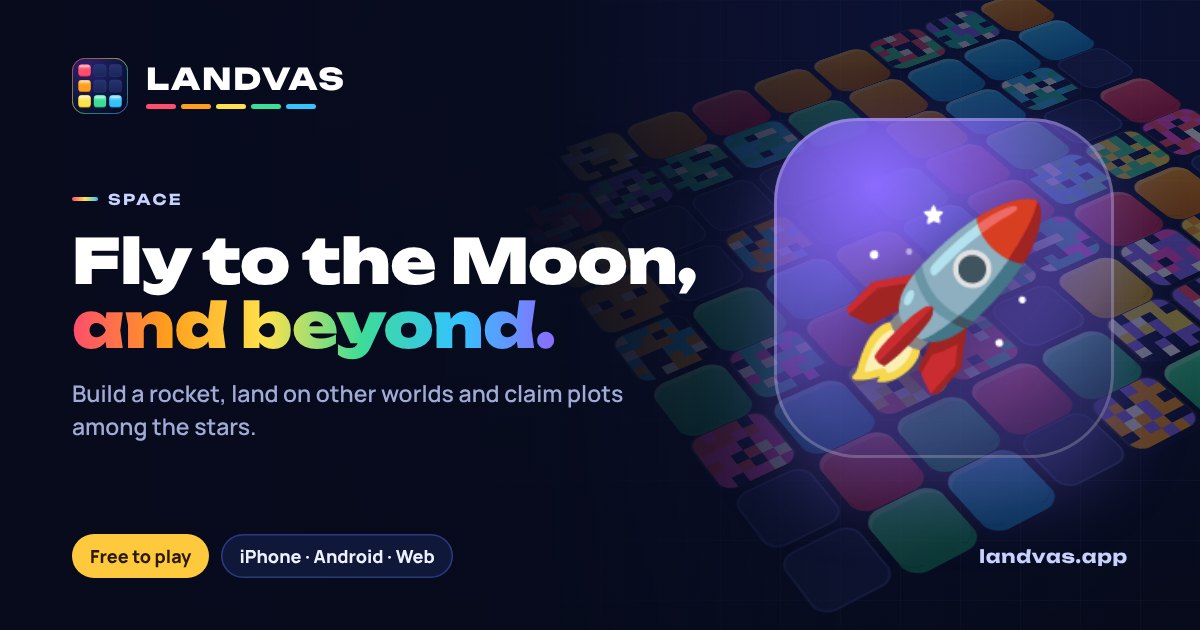 LANDVAS
SPACE
Fly to the Moon,
and beyond.
Build a rocket, land on other worlds and claim plots
among the stars.
Free to play
iPhone · Android · Web
landvas.app